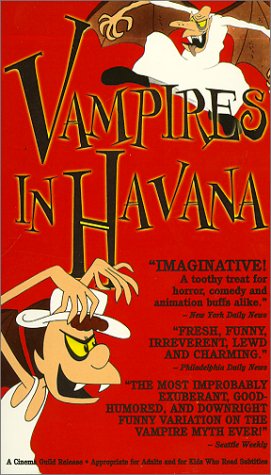 VAMPIRES
IN HAVANA
"IMAGINATIVE!
A toothy treat for
horror, comedy and
animation buffs alike."
– New York Daily News
"FRESH, FUNNY,
IRREVERENT, LEWD
AND CHARMING."
– Philadelphia Daily News
"THE MOST IMPROBABLY
EXUBERANT, GOOD-
HUMORED, AND DOWNRIGHT
FUNNY VARIATION ON THE
VAMPIRE MYTH EVER!"
– Seattle Weekly
A Cinema Guild Release • Appropriate for Adults and for Kids Who Read Subtitles